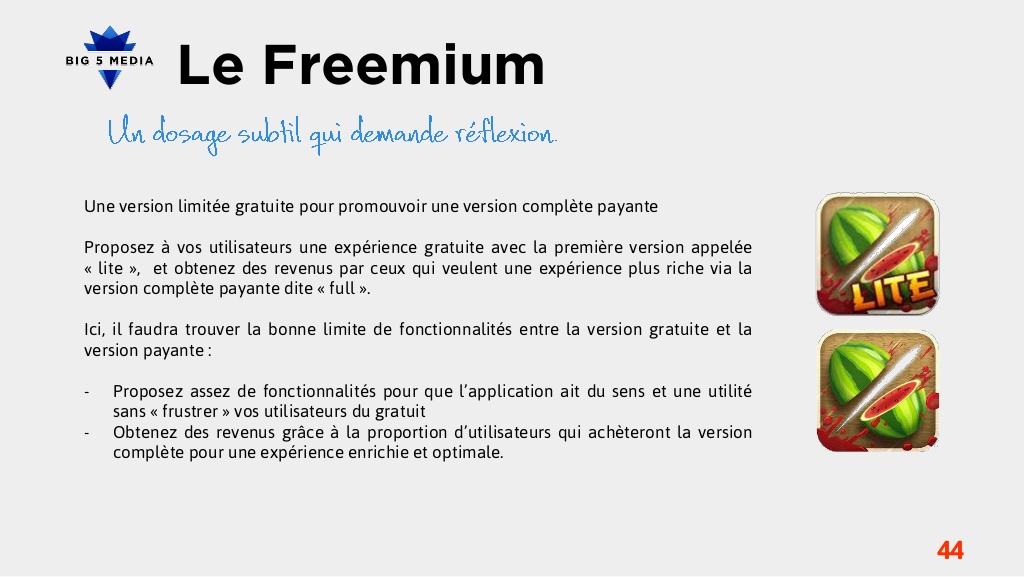 BIG 5 MEDIA
Le Freemium
Un dosage subtil qui demande réflexion.
Une version limitée gratuite pour promouvoir une version complète payante
Proposez à vos utilisateurs une expérience gratuite avec la première version appelée
« lite », et obtenez des revenus par ceux qui veulent une expérience plus riche via la
version complète payante dite « full ».
Ici, il faudra trouver la bonne limite de fonctionnalités entre la version gratuite et la
version payante :
- Proposez assez de fonctionnalités pour que l’application ait du sens et une utilité
sans « frustrer » vos utilisateurs du gratuit
- Obtenez des revenus grâce à la proportion d’utilisateurs qui achèteront la version
complète pour une expérience enrichie et optimale.
LITE
44